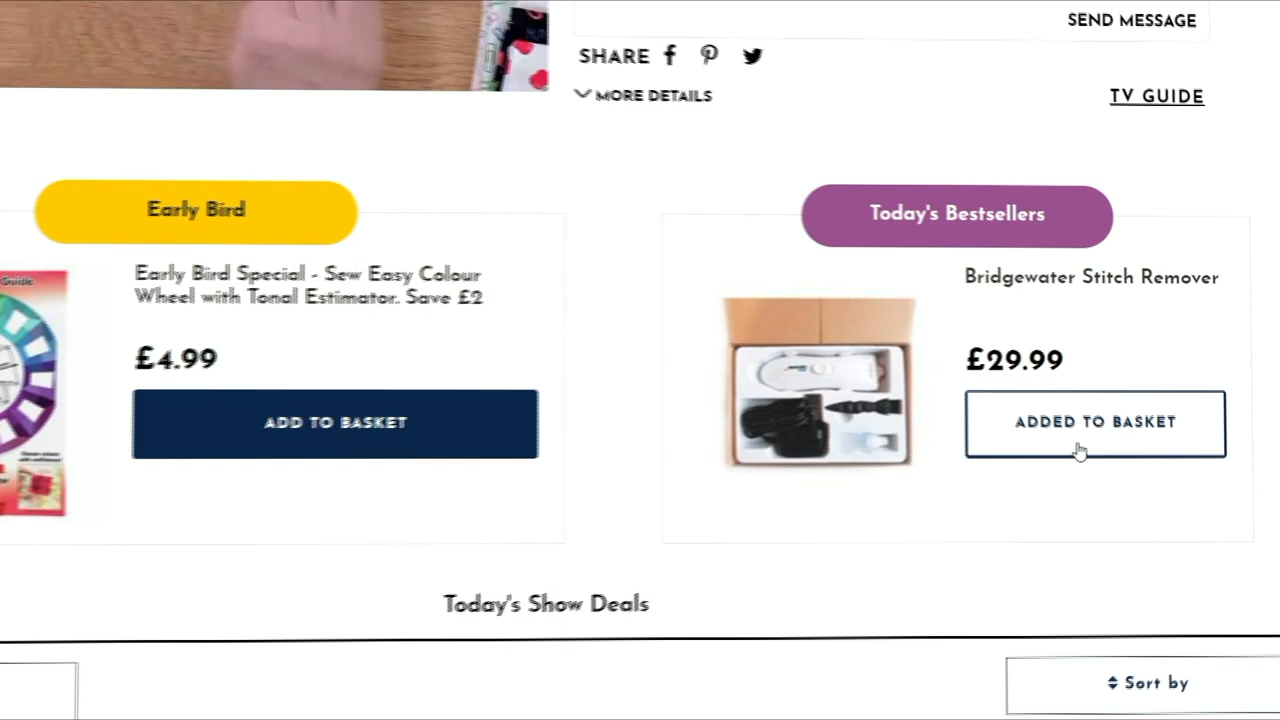 SEND MESSAGE
SHARE
MORE DETAILS
TV GUIDE
Early Bird
Today's Bestsellers
Guide
Early Bird Special - Sew Easy Colour
Wheel with Tonal Estimator. Save £2
£4.99
ADD TO BASKET
Bridgewater Stitch Remover
£29.99
ADDED TO BASKET
Today's Show Deals
Sort by